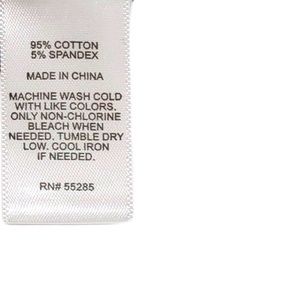 95% COTTON
5% SPANDEX
MADE IN CHINA
MACHINE WASH COLD
WITH LIKE COLORS.
ONLY NON-CHLORINE
BLEACH WHEN
NEEDED. TUMBLE DRY
LOW. COOL IRON
IF NEEDED.
RN# 55285